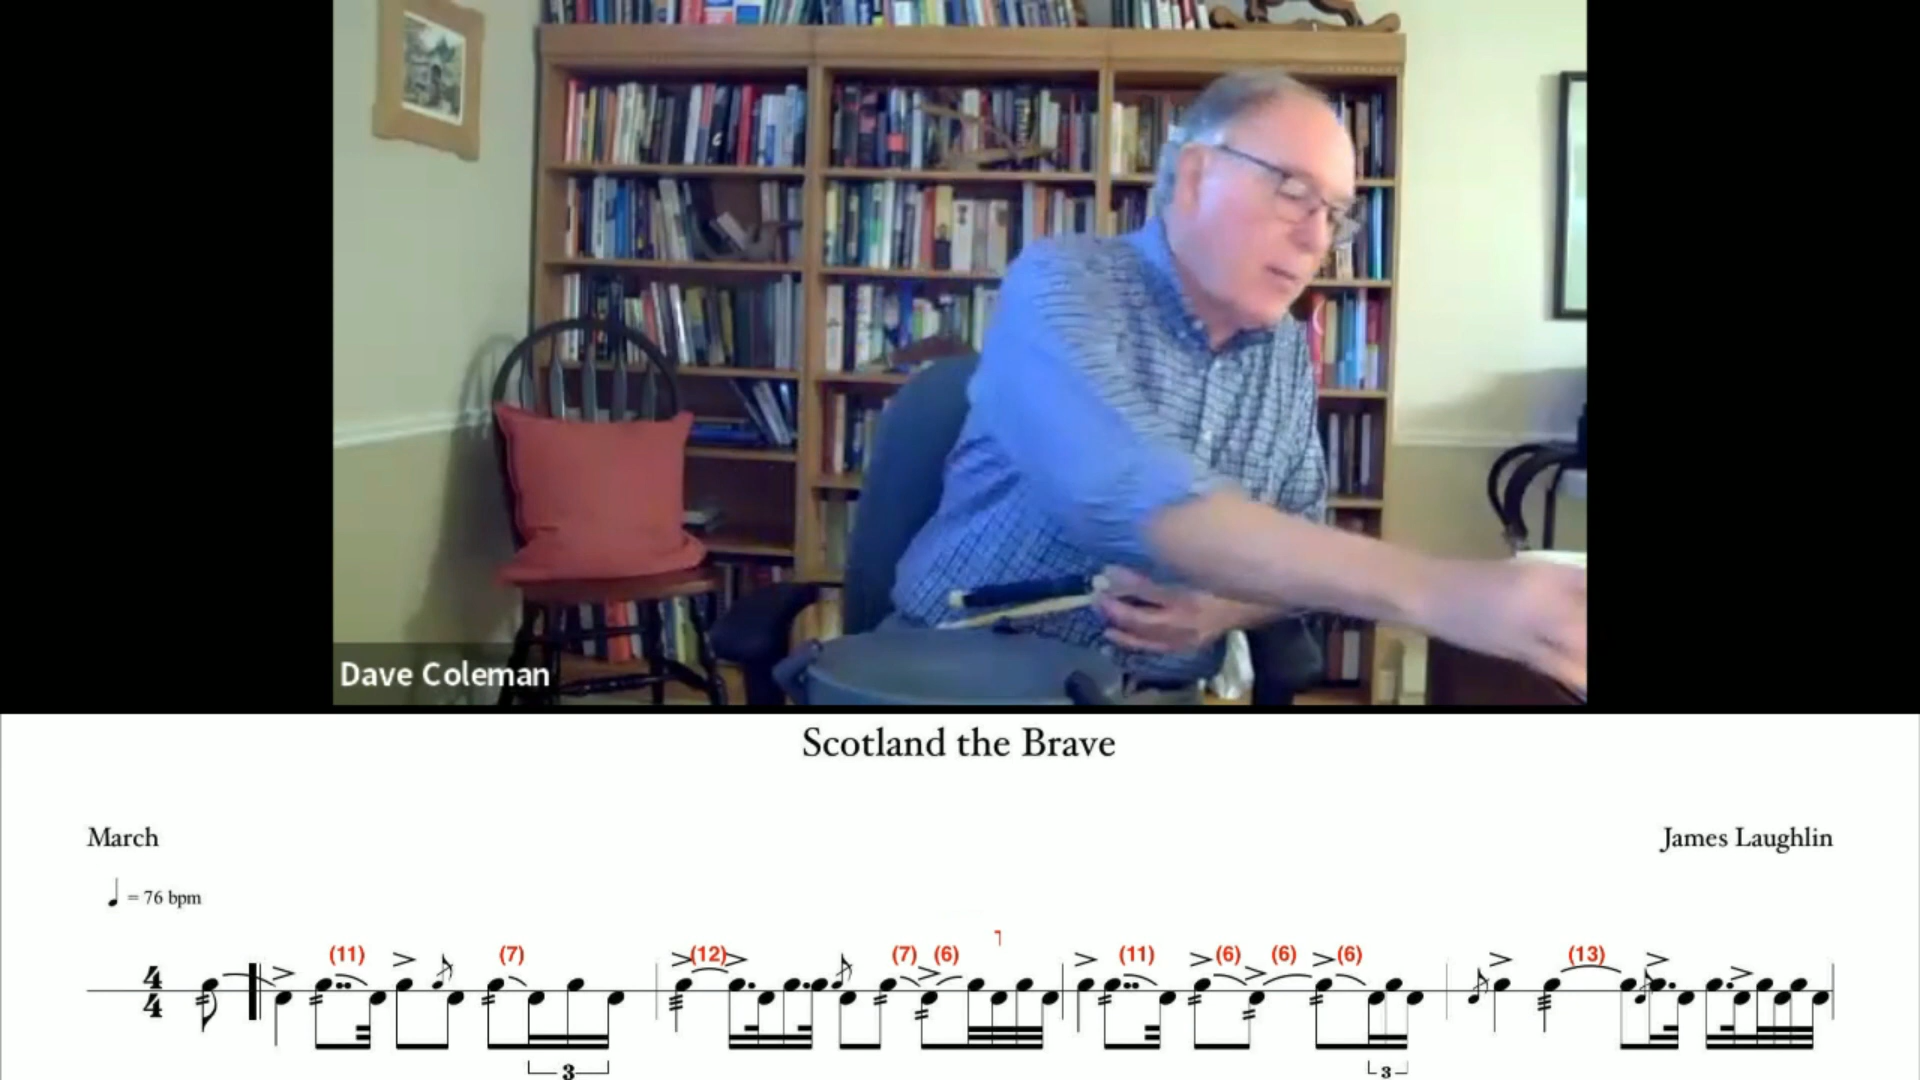 Dave Coleman
Scotland the Brave
March
James Laughlin
= 76 bpm
(11) (7) (12) (7) (6) (11) (6) (6) (6) (13)
4
4
3 3